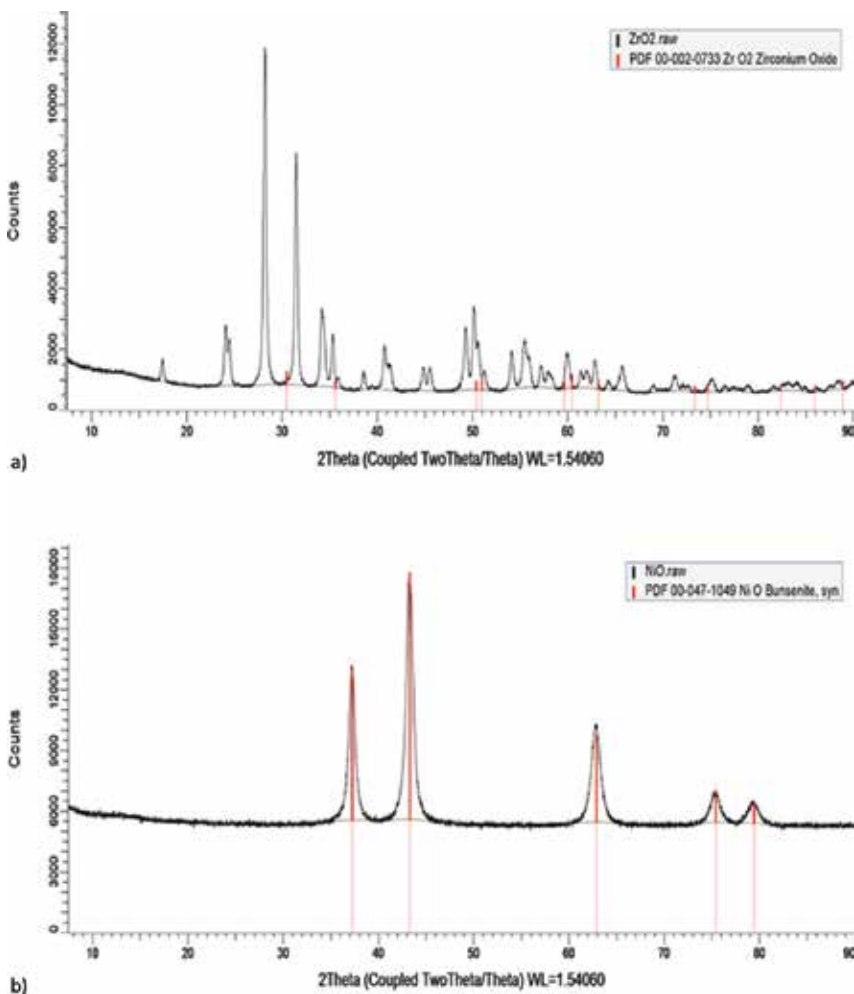 ZrO2.raw
PDF 00-002-0733 Zr O2 Zirconium Oxide
Counts
12000
10000
8000
6000
4000
2000
0
10 20 30 40 50 60 70 80 90
2Theta (Coupled TwoTheta/Theta) WL=1.54060
a)
NiO.raw
PDF 00-047-1049 Ni O Bunsenite, syn
Counts
18000
15000
12000
9000
6000
3000
0
10 20 30 40 50 60 70 80 90
2Theta (Coupled TwoTheta/Theta) WL=1.54060
b)